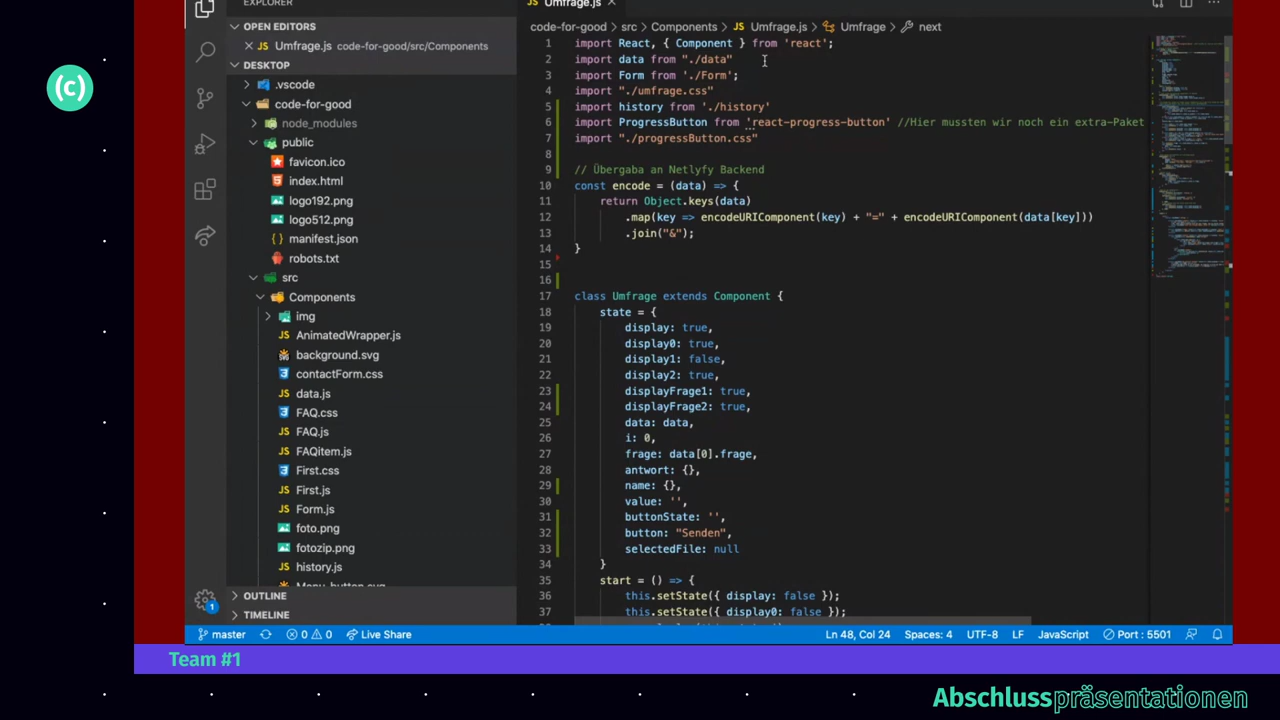 EXPLORER
OPEN EDITORS
Umfrage.js code-for-good/src/Components
DESKTOP
.vscode
code-for-good
node_modules
public
favicon.ico
index.html
logo192.png
logo512.png
manifest.json
robots.txt
src
Components
img
AnimatedWrapper.js
background.svg
contactForm.css
data.js
FAQ.css
FAQ.js
FAQitem.js
First.css
First.js
Form.js
foto.png
fotozip.png
history.js
Menu_button.svg
OUTLINE
TIMELINE
(c)
Umfrage.js
code-for-good > src > Components > JS Umfrage.js > Umfrage > next
1 import React, { Component } from 'react';
2 import data from "./data"
3 import Form from './Form';
4 import "./umfrage.css"
5 import history from './history'
6 import ProgressButton from 'react-progress-button' //Hier mussten wir noch ein extra-Paket
7 import "./progressButton.css"
8
9 // Übergaba an Netlyfy Backend
10 const encode = (data) => {
11 return Object.keys(data)
12 .map(key => encodeURIComponent(key) + "=" + encodeURIComponent(data[key]))
13 .join("&");
14 }
15
16
17 class Umfrage extends Component {
18 state = {
19 display: true,
20 display0: true,
21 display1: false,
22 display2: true,
23 displayFrage1: true,
24 displayFrage2: true,
25 data: data,
26 i: 0,
27 frage: data[0].frage,
28 antwort: {},
29 name: {},
30 value: '',
31 buttonState: '',
32 button: "Senden",
33 selectedFile: null
34 }
35 start = () => {
36 this.setState({ display: false });
37 this.setState({ display0: false });
master 0 0 Live Share Ln 48, Col 24 Spaces: 4 UTF-8 LF JavaScript Port : 5501
Team #1
Abschlusspräsentationen